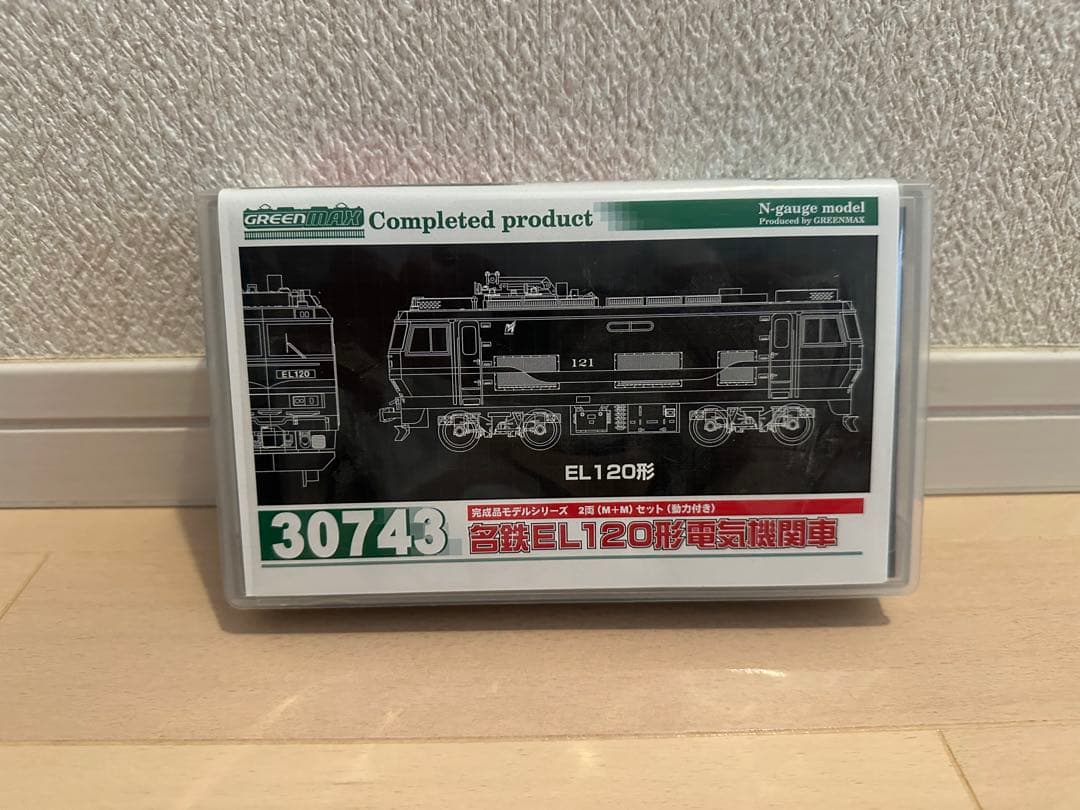 GREENMAX Completed product
N-gauge model
Produced by GREENMAX
EL120
121
EL120形
30743
完成品モデルシリーズ 2両(M+M)セット(動力付き)
名鉄EL120形電気機関車